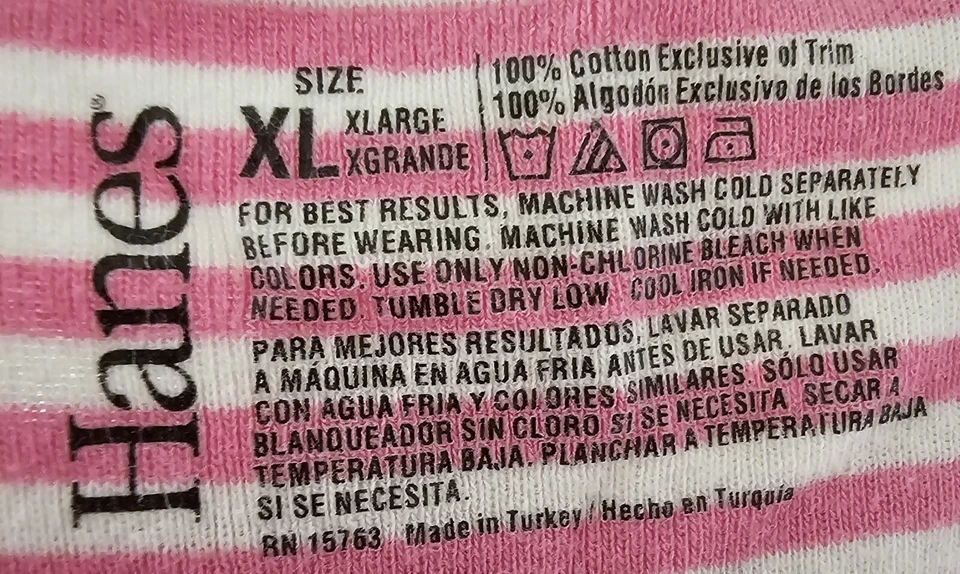 Hanes®
SIZE
XL XLARGE
XGRANDE
100% Cotton Exclusive of Trim
100% Algodón Exclusivo de los Bordes
FOR BEST RESULTS, MACHINE WASH COLD SEPARATELY
BEFORE WEARING. MACHINE WASH COLD WITH LIKE
COLORS. USE ONLY NON-CHLORINE BLEACH WHEN
NEEDED. TUMBLE DRY LOW. COOL IRON IF NEEDED.
PARA MEJORES RESULTADOS, LAVAR SEPARADO
A MÁQUINA EN AGUA FRIA ANTES DE USAR. LAVAR
CON AGUA FRIA Y COLORES SIMILARES. SÓLO USAR
BLANQUEADOR SIN CLORO SI SE NECESITA. SECAR A
TEMPERATURA BAJA. PLANCHAR A TEMPERATURA BAJA
SI SE NECESITA.
RN 15763 Made in Turkey / Hecho en Turquía